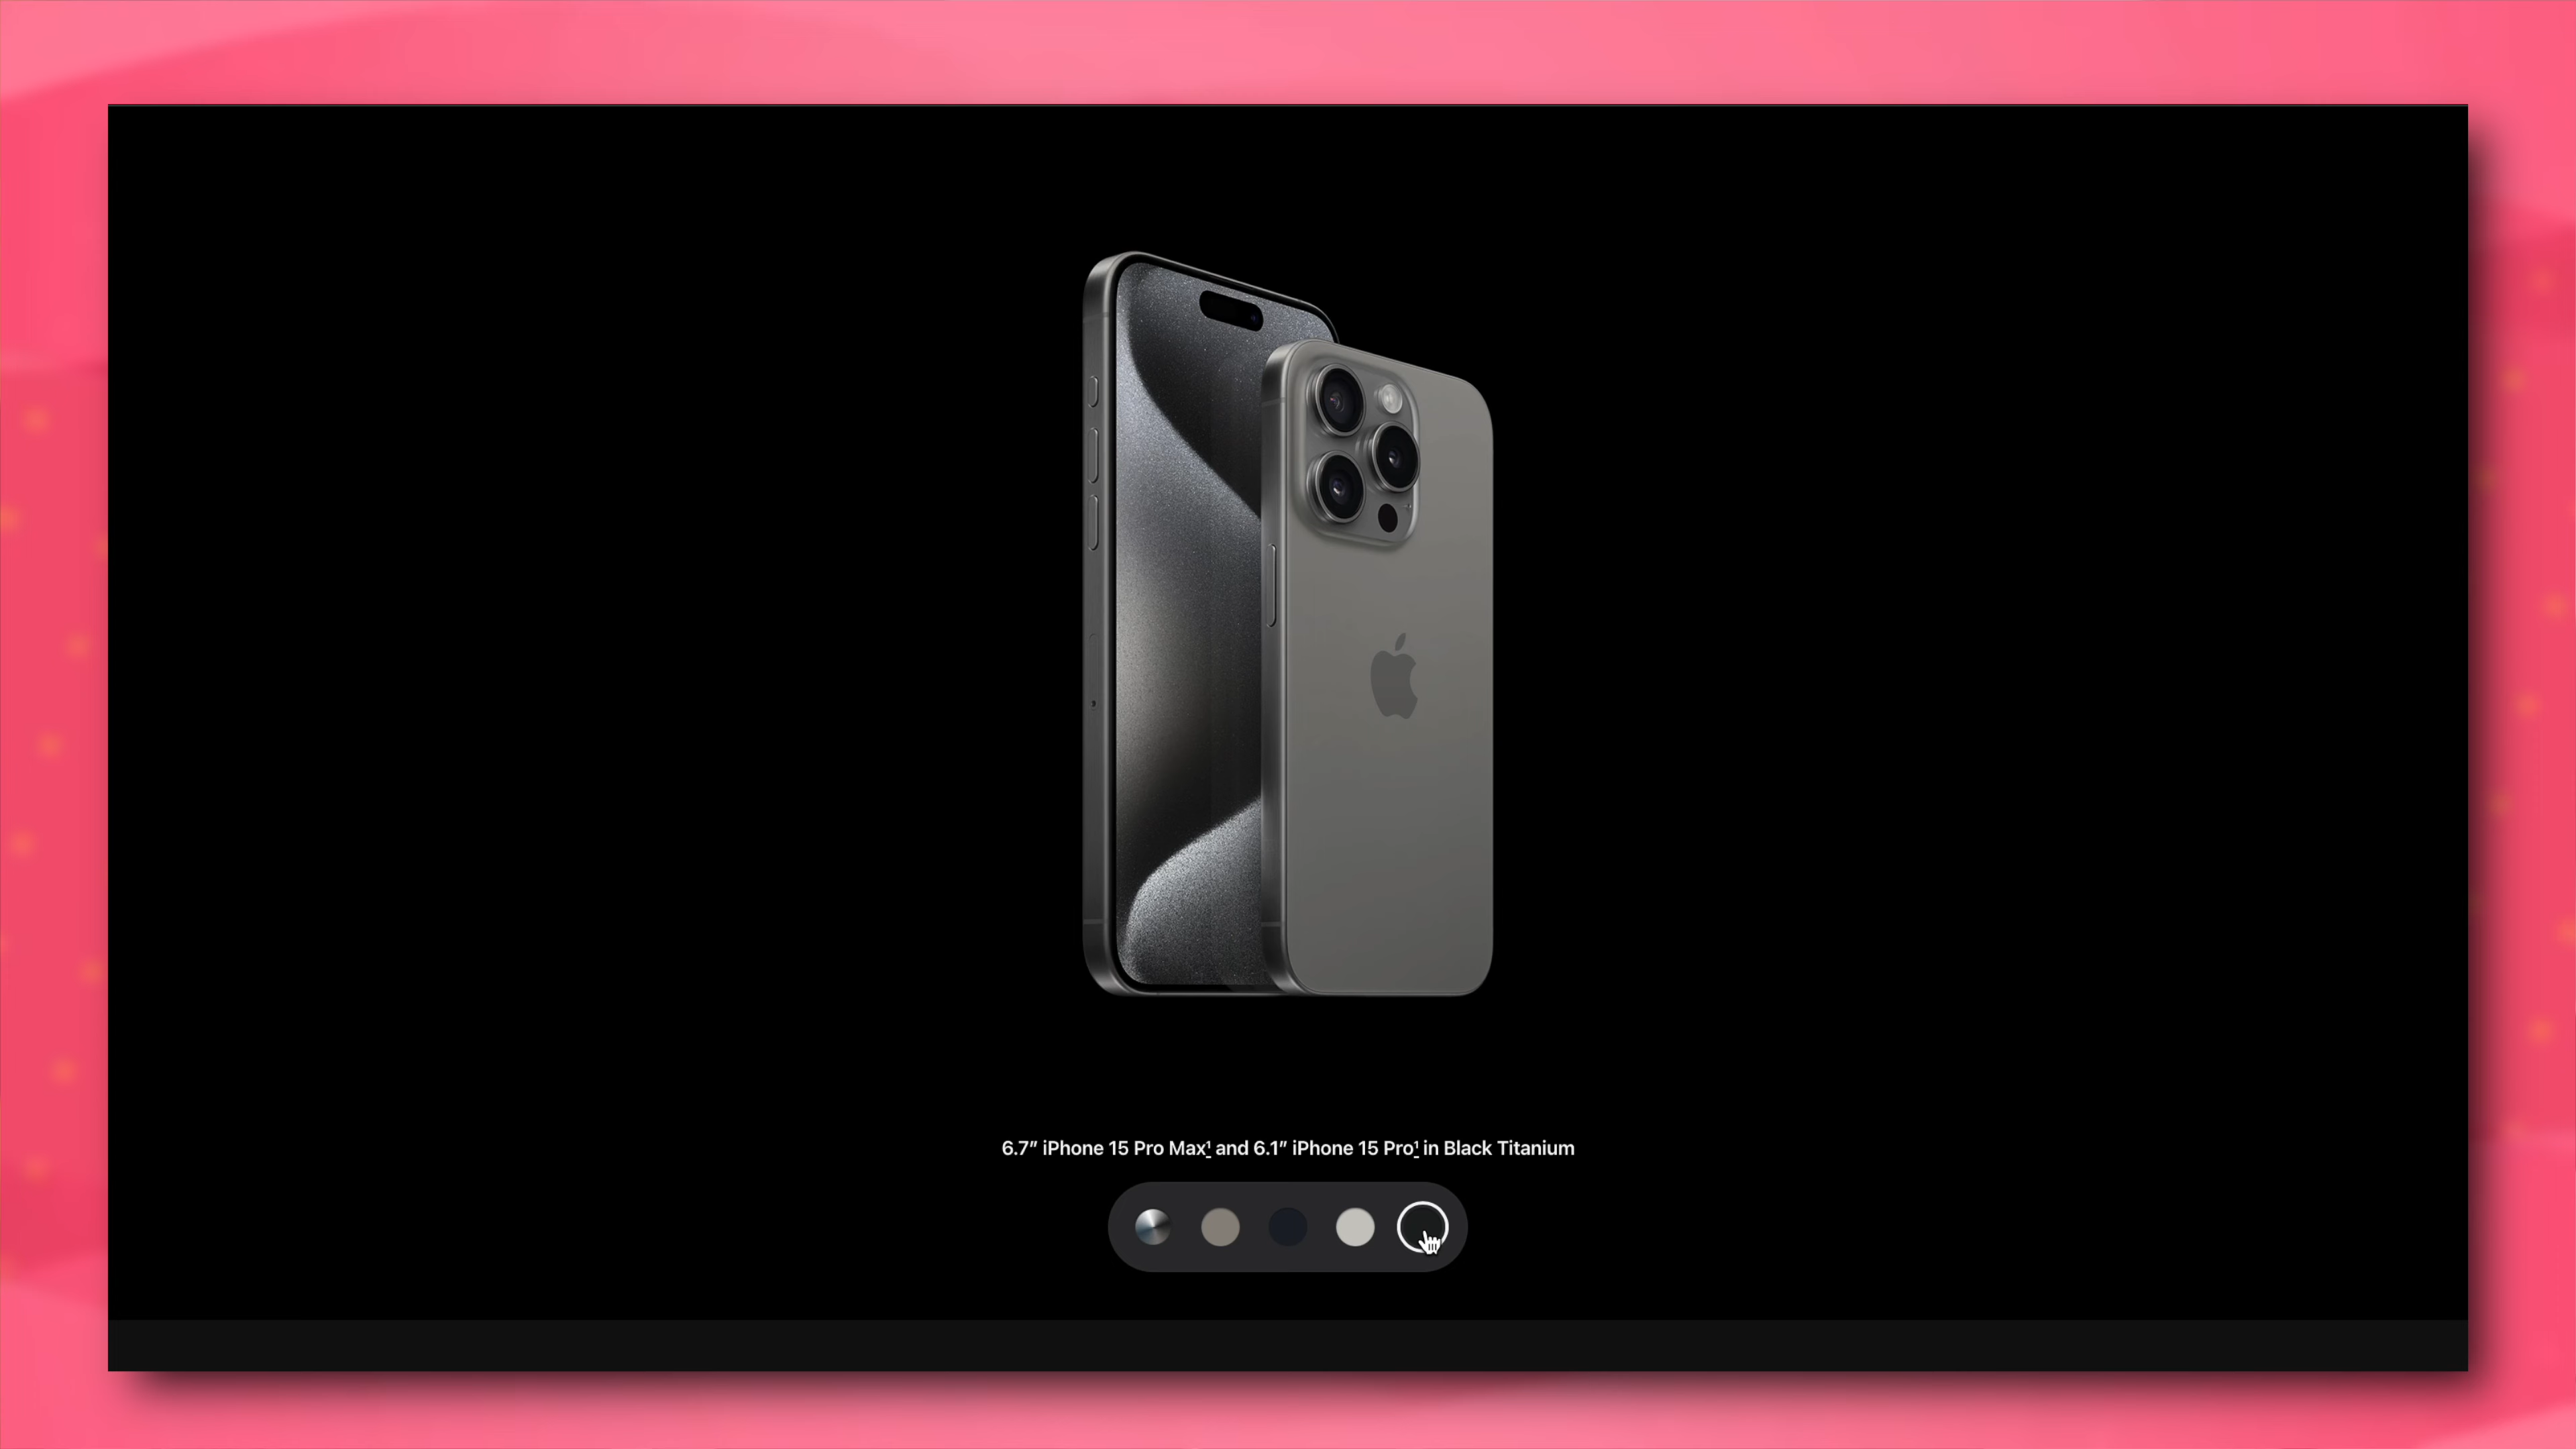 6.7″ iPhone 15 Pro Max¹ and 6.1″ iPhone 15 Pro¹ in Black Titanium